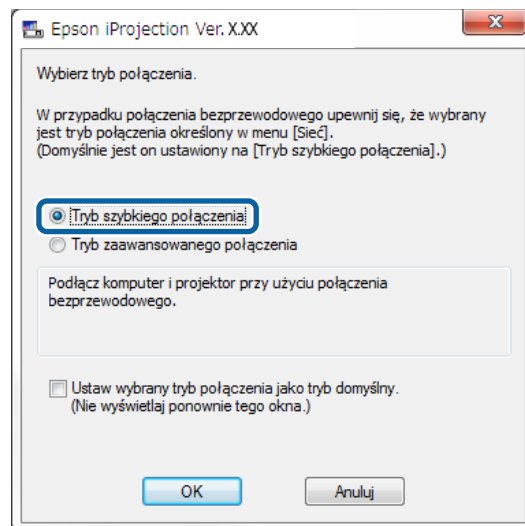 Epson iProjection Ver. X.XX
Wybierz tryb połączenia.
W przypadku połączenia bezprzewodowego upewnij się, że wybrany
jest tryb połączenia określony w menu [Sieć].
(Domyślnie jest on ustawiony na [Tryb szybkiego połączenia].)
Tryb szybkiego połączenia
Tryb zaawansowanego połączenia
Podłącz komputer i projektor przy użyciu połączenia
bezprzewodowego.
Ustaw wybrany tryb połączenia jako tryb domyślny.
(Nie wyświetlaj ponownie tego okna.)
OK Anuluj